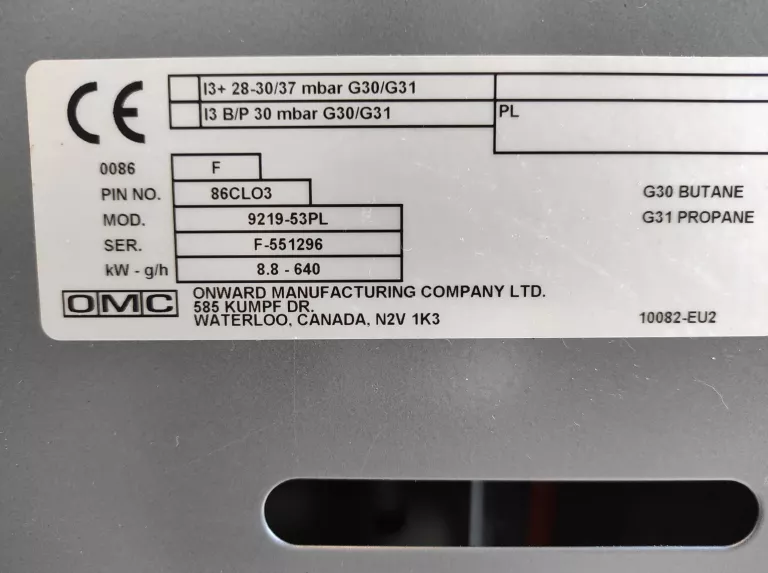 CE
I3+ 28-30/37 mbar G30/G31
I3 B/P 30 mbar G30/G31
PL
0086 F
PIN NO. 86CLO3
G30 BUTANE
MOD. 9219-53PL
G31 PROPANE
SER. F-551296
kW - g/h 8.8 - 640
OMC
ONWARD MANUFACTURING COMPANY LTD.
585 KUMPF DR.
WATERLOO, CANADA, N2V 1K3
10082-EU2